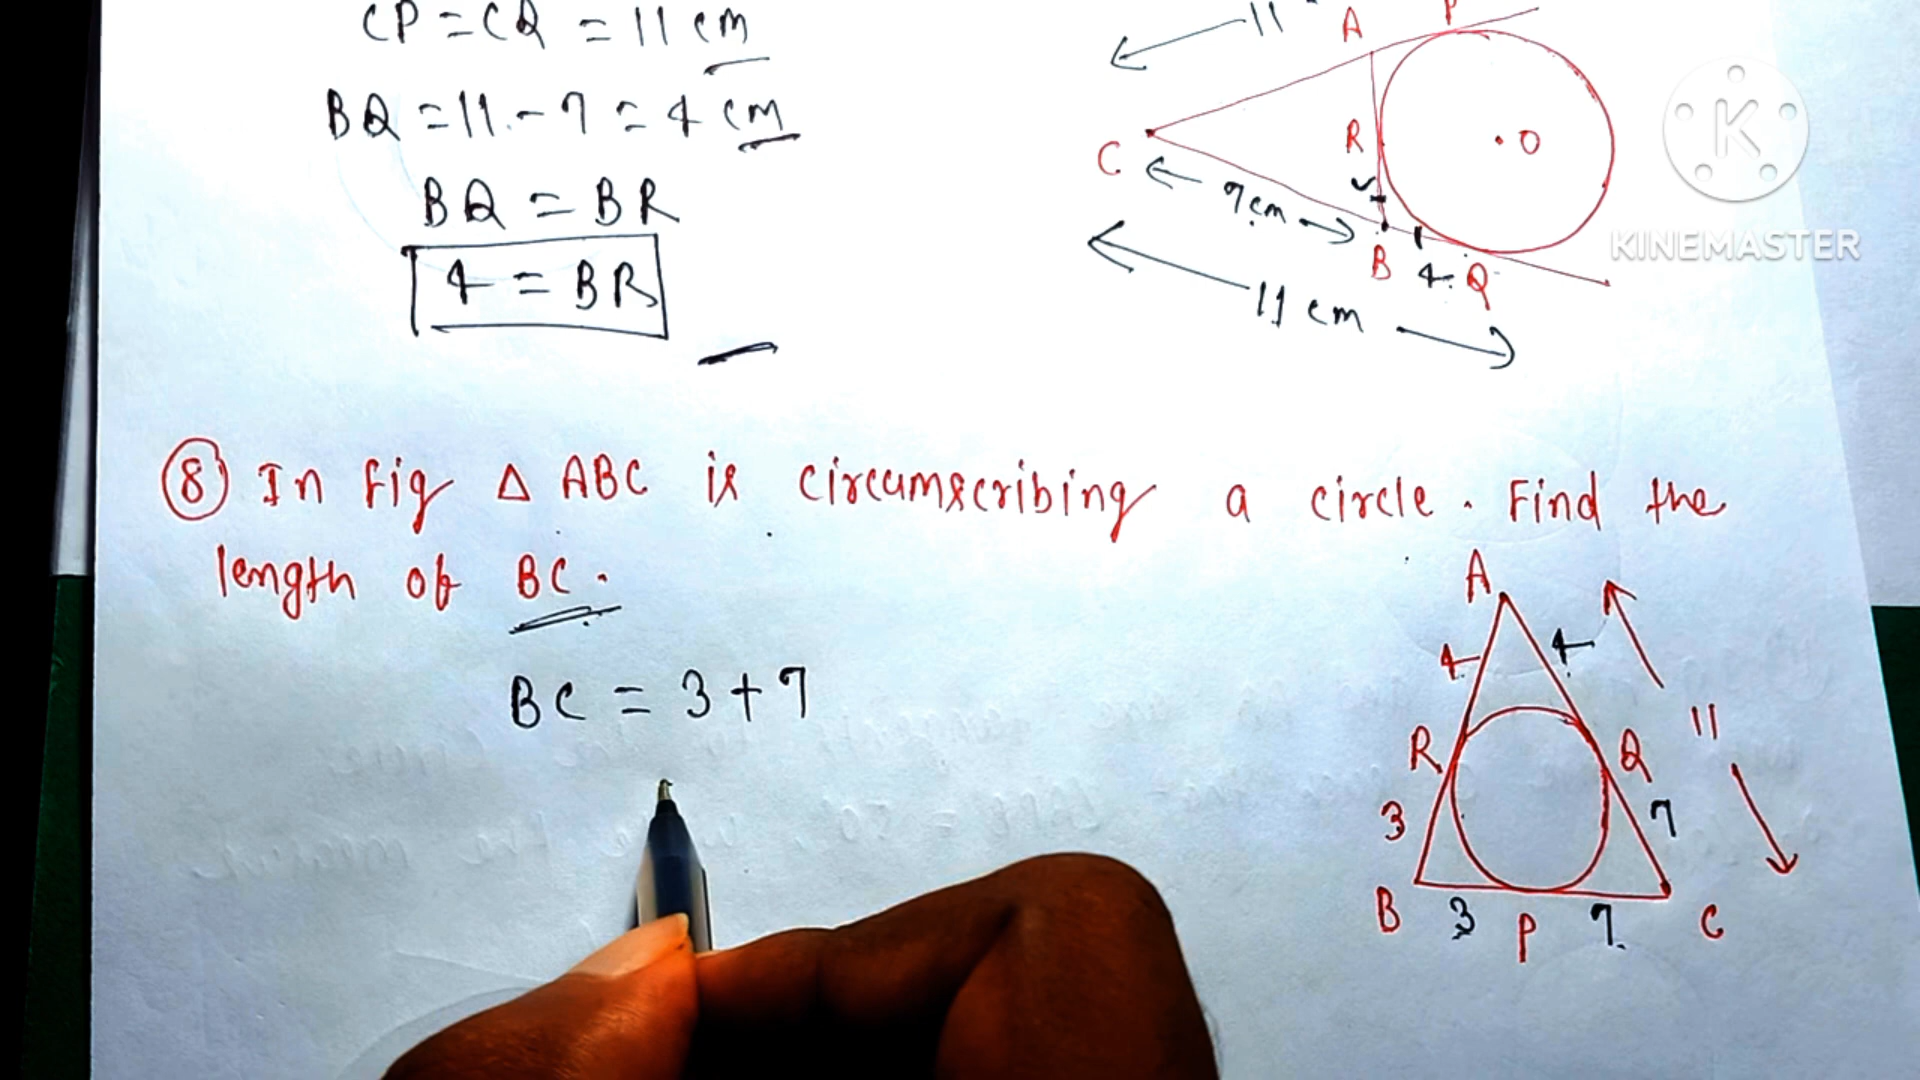 CP = CQ = 11 cm
BQ = 11 - 7 = 4 cm
BQ = BR
4 = BR
11
A P
R O
C
7 cm
B 4 Q
11 cm
K
KINEMASTER
8 In fig Δ ABC is circumscribing a circle. Find the
length of BC.
BC = 3 + 7
A
4 4
R Q 11
3 7
B 3 P 7 C